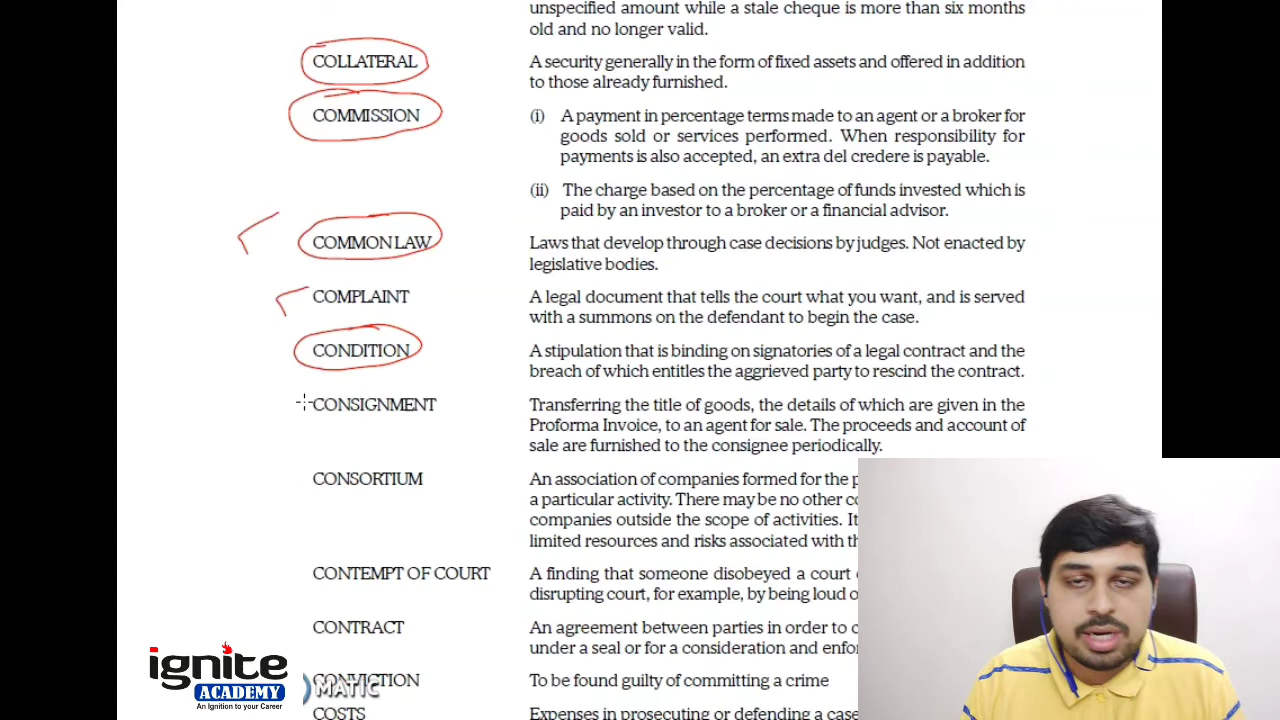 unspecified amount while a stale cheque is more than six months
old and no longer valid.
COLLATERAL
A security generally in the form of fixed assets and offered in addition
to those already furnished.
COMMISSION
(i) A payment in percentage terms made to an agent or a broker for
goods sold or services performed. When responsibility for
payments is also accepted, an extra del credere is payable.
(ii) The charge based on the percentage of funds invested which is
paid by an investor to a broker or a financial advisor.
COMMON LAW
Laws that develop through case decisions by judges. Not enacted by
legislative bodies.
COMPLAINT
A legal document that tells the court what you want, and is served
with a summons on the defendant to begin the case.
CONDITION
A stipulation that is binding on signatories of a legal contract and the
breach of which entitles the aggrieved party to rescind the contract.
CONSIGNMENT
Transferring the title of goods, the details of which are given in the
Proforma Invoice, to an agent for sale. The proceeds and account of
sale are furnished to the consignee periodically.
CONSORTIUM
An association of companies formed for the
a particular activity. There may be no other
companies outside the scope of activities.
limited resources and risks associated with
CONTEMPT OF COURT
A finding that someone disobeyed a court
disrupting court, for example, by being loud
CONTRACT
An agreement between parties in order to
under a seal or for a consideration and
CONVICTION
To be found guilty of committing a crime
COSTS
Expenses in prosecuting or defending a case
ignite
ACADEMY
An Ignition to your Career
MATIC